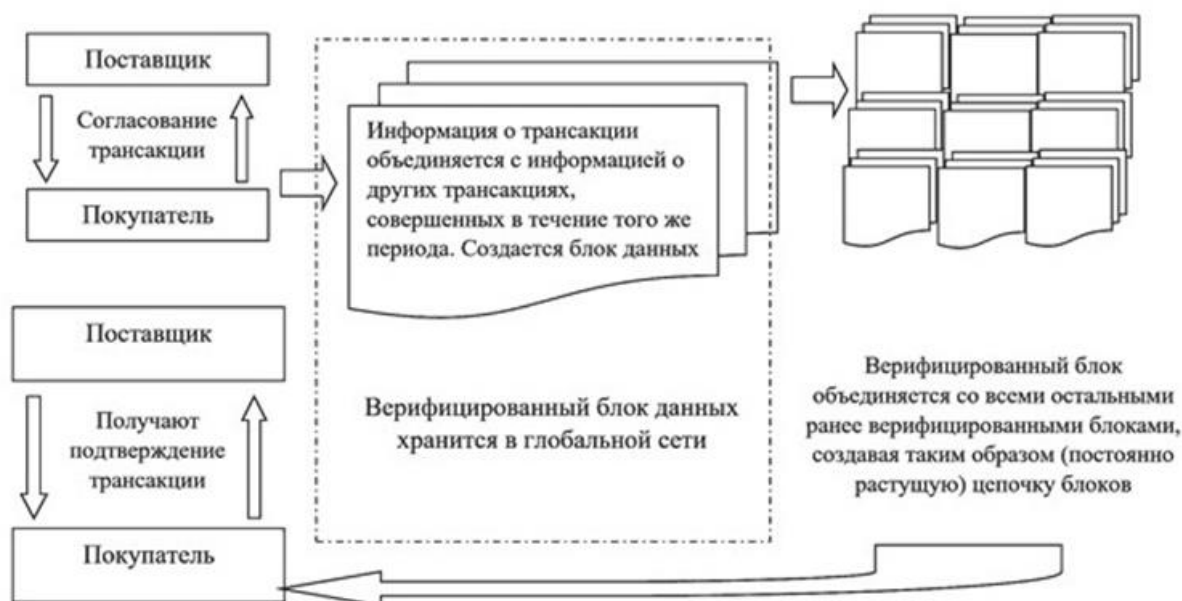 Поставщик
Согласование
трансакции
Покупатель
Информация о трансакции
объединяется с информацией о
других трансакциях,
совершенных в течение того же
периода. Создается блок данных
Поставщик
Получают
подтверждение
трансакции
Покупатель
Верифицированный блок данных
хранится в глобальной сети
Верифицированный блок
объединяется со всеми остальными
ранее верифицированными блоками,
создавая таким образом (постоянно
растущую) цепочку блоков